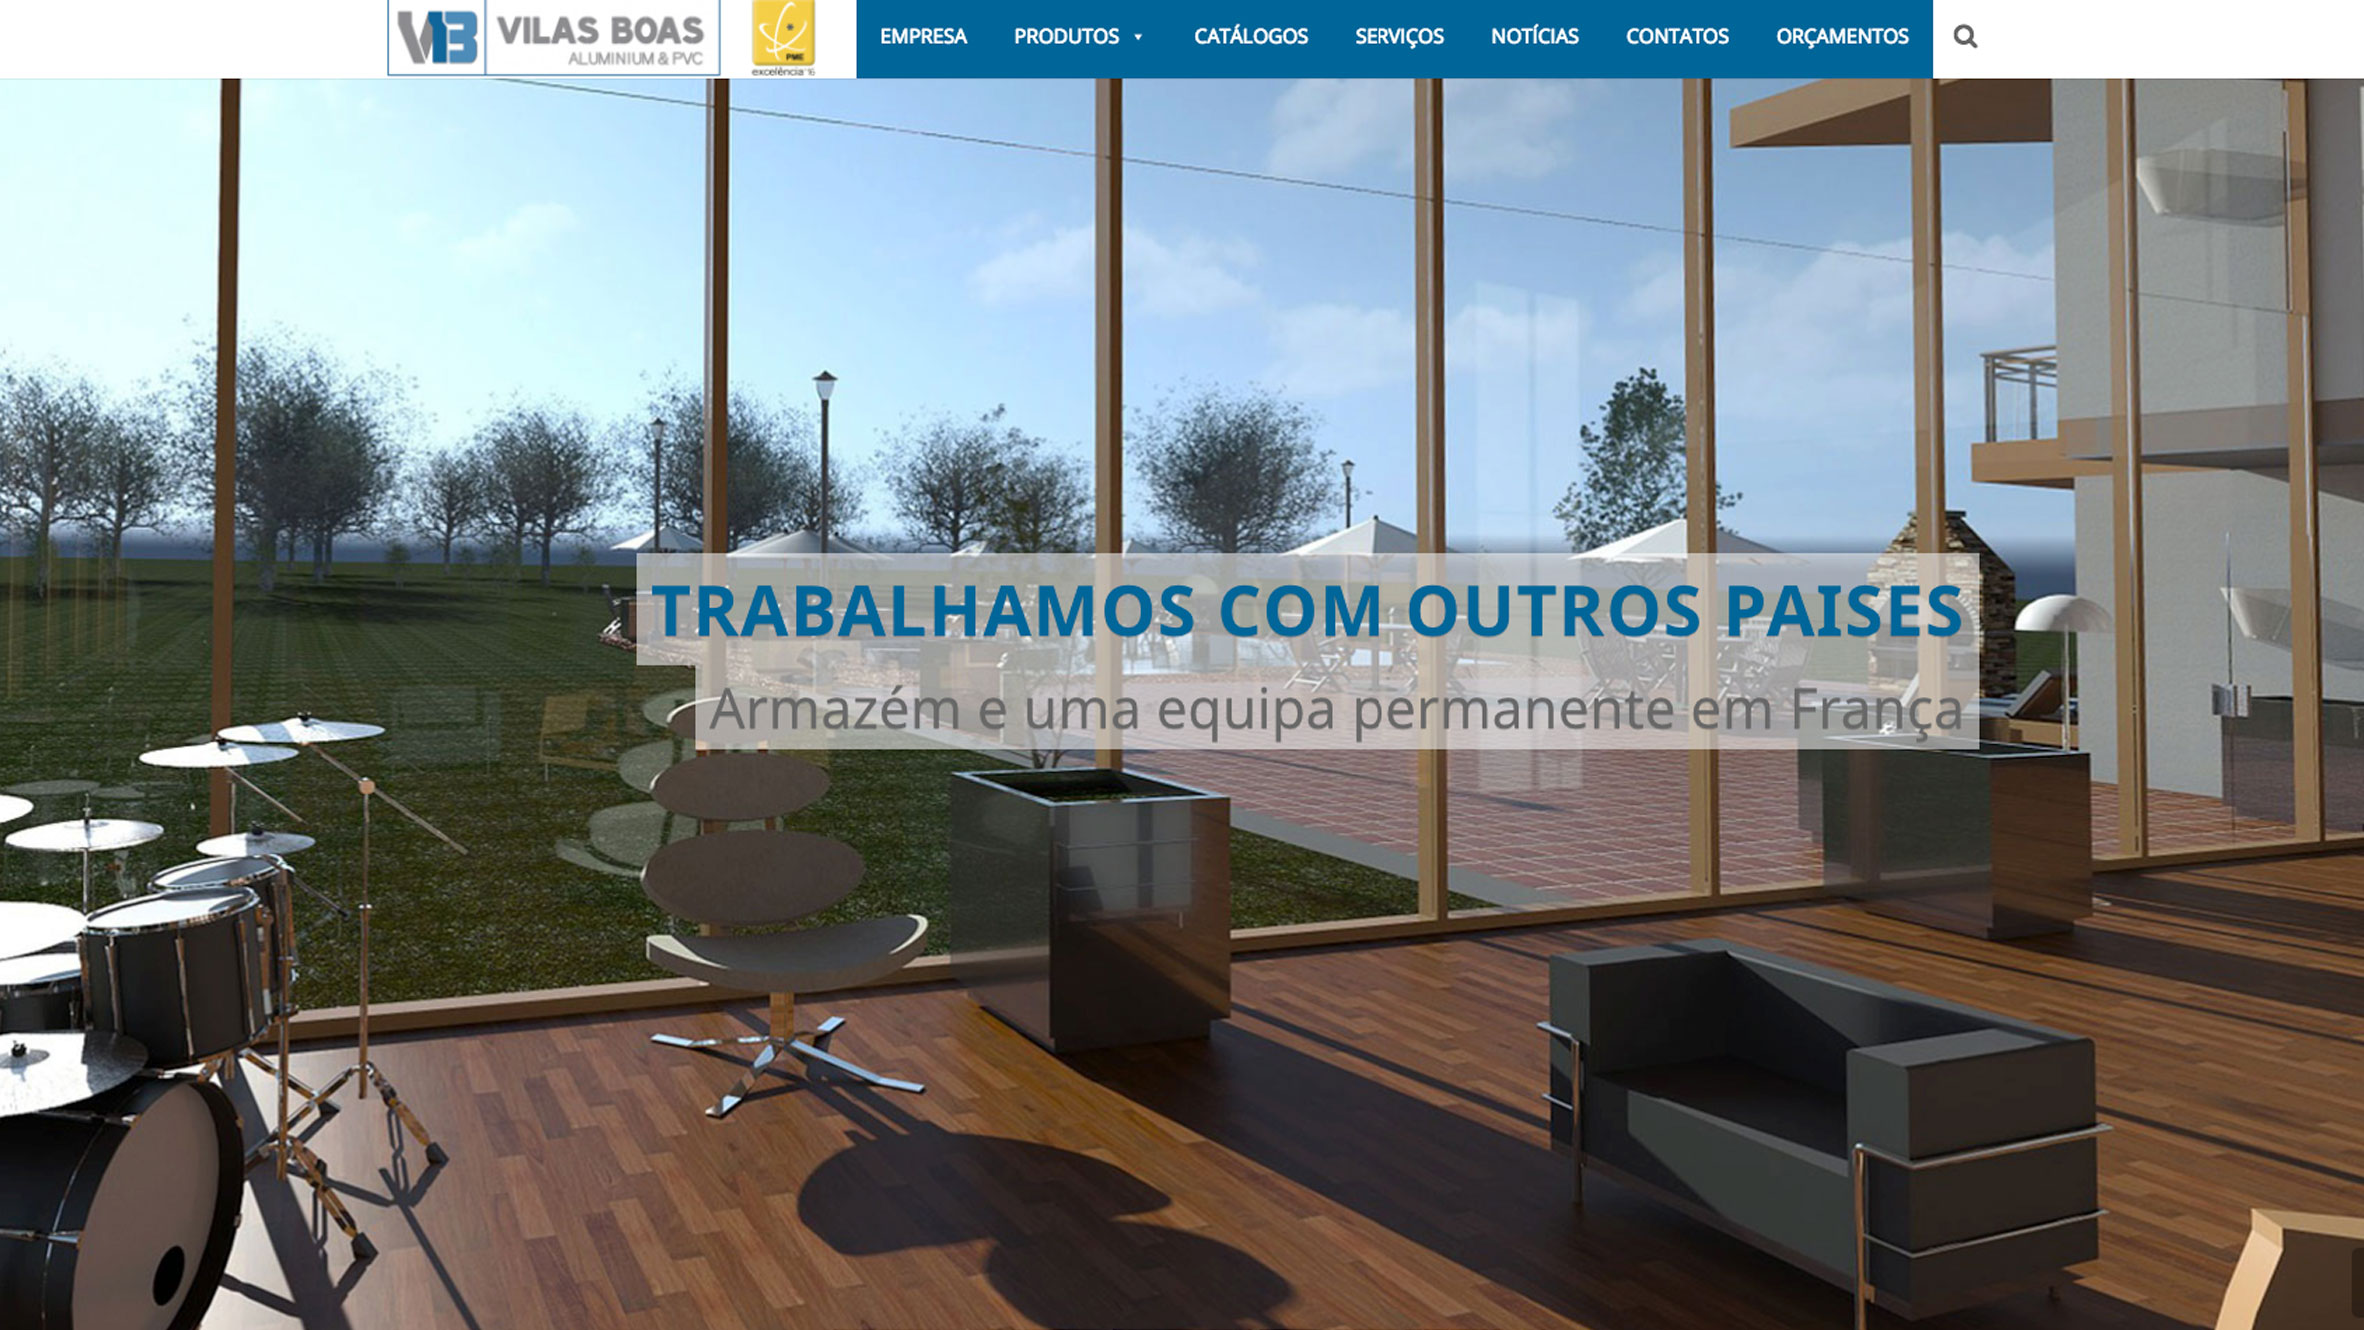 VB VILAS BOAS
ALUMINIUM & PVC
PME
excelência'16
EMPRESA
PRODUTOS
CATÁLOGOS
SERVIÇOS
NOTÍCIAS
CONTATOS
ORÇAMENTOS
TRABALHAMOS COM OUTROS PAISES
Armazém e uma equipa permanente em França